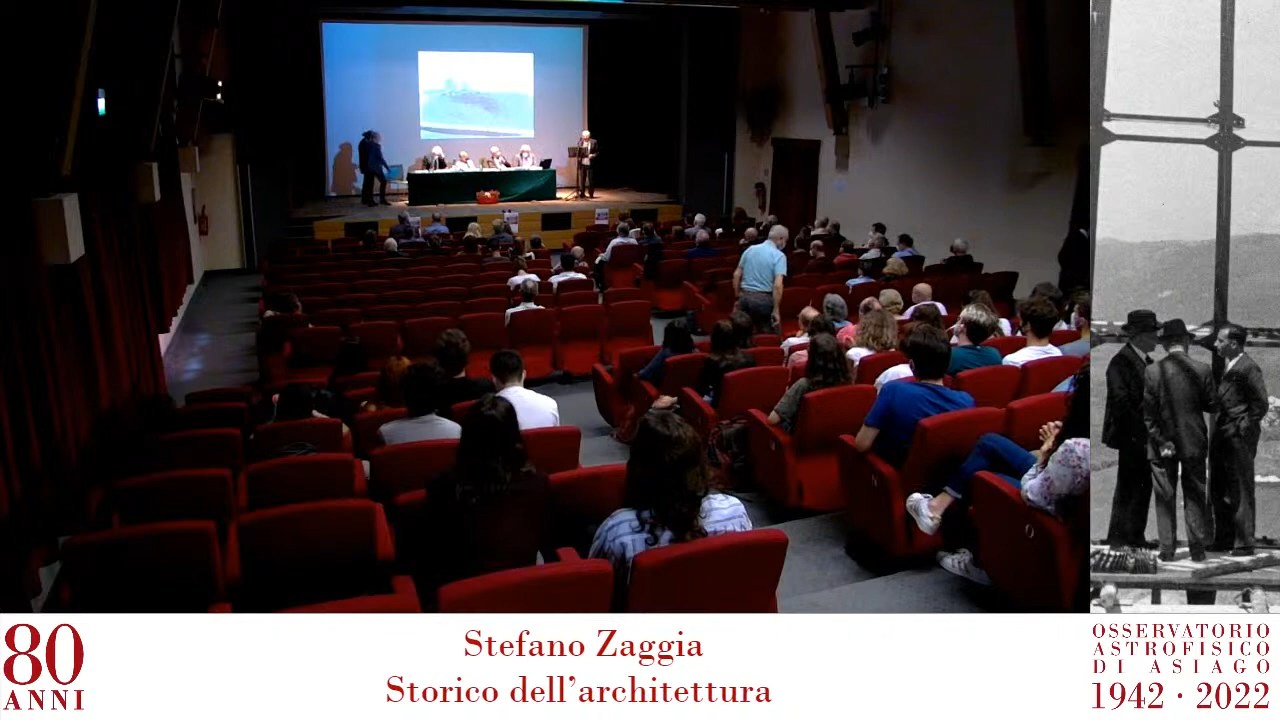 80
ANNI
Stefano Zaggia
Storico dell'architettura
OSSERVATORIO
ASTROFISICO
DI ASIAGO
1942 · 2022